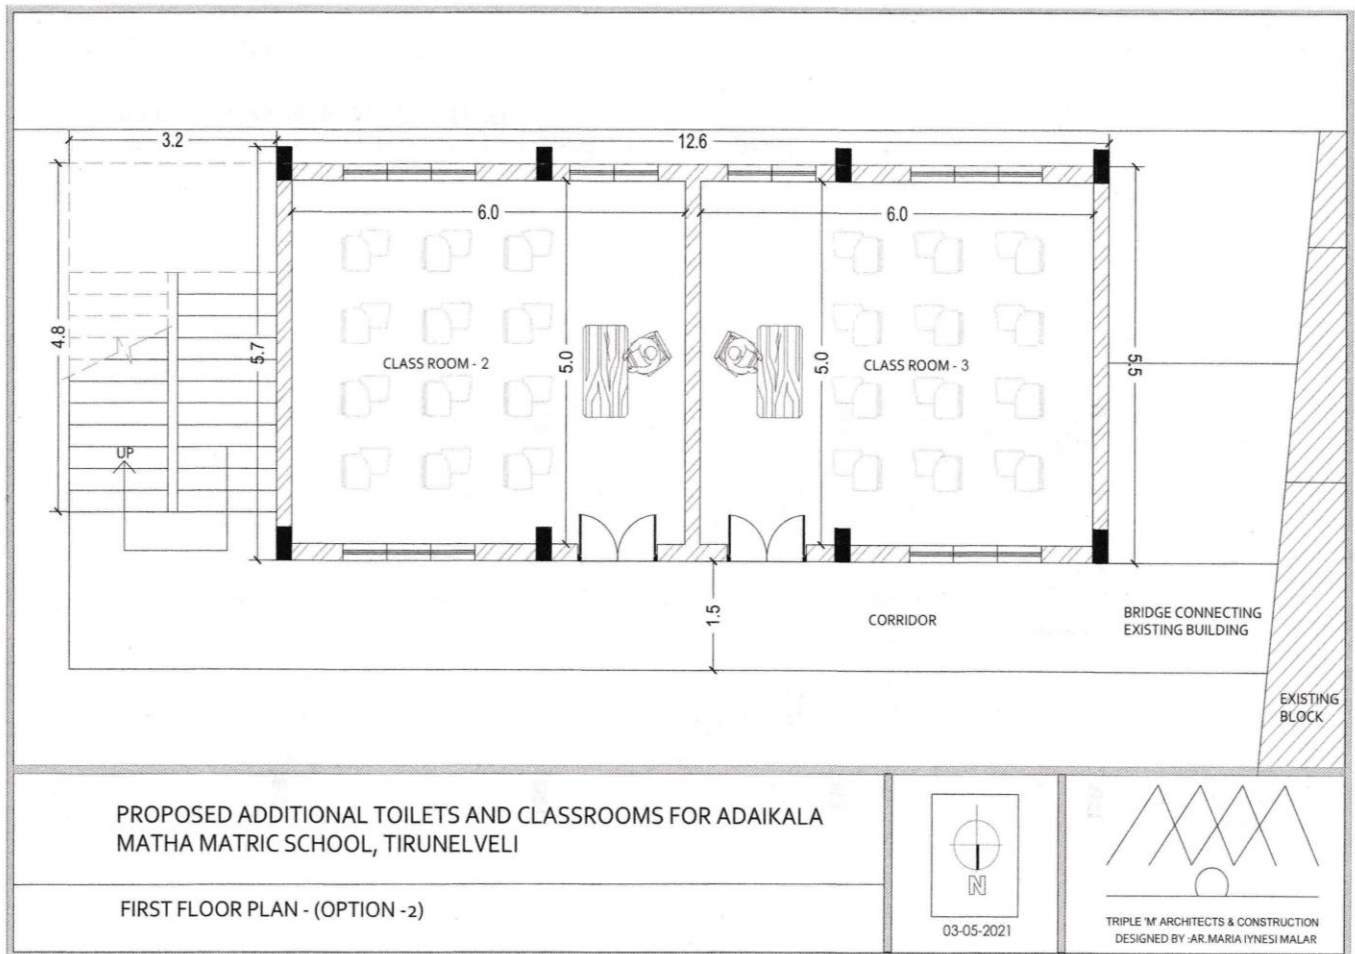 3.2
12.6
6.0
6.0
4.8
5.7
5.0
5.0
5.5
CLASS ROOM - 2
CLASS ROOM - 3
UP
1.5
CORRIDOR
BRIDGE CONNECTING
EXISTING BUILDING
EXISTING
BLOCK
PROPOSED ADDITIONAL TOILETS AND CLASSROOMS FOR ADAIKALA
MATHA MATRIC SCHOOL, TIRUNELVELI
FIRST FLOOR PLAN - (OPTION -2)
N
03-05-2021
TRIPLE 'M' ARCHITECTS & CONSTRUCTION
DESIGNED BY :AR.MARIA IYNESI MALAR